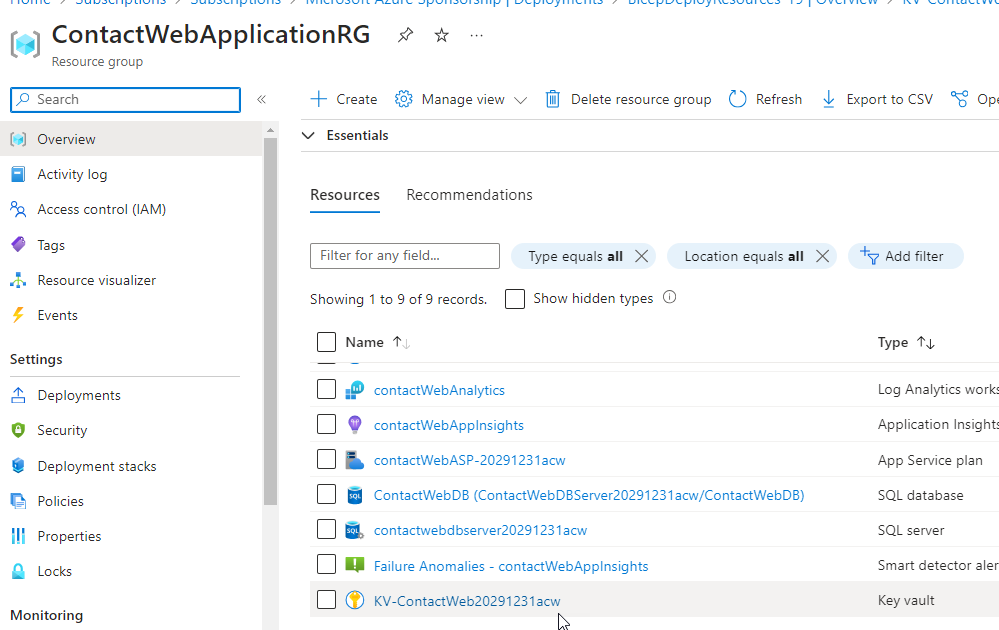 Home > Subscriptions > Subscriptions > Microsoft Azure Sponsorship | Deployments > BicepDeployResources-19 | Overview > KV-ContactWe
ContactWebApplicationRG
Resource group
Search
Create Manage view Delete resource group Refresh Export to CSV Ope
Essentials
Overview
Activity log
Access control (IAM)
Tags
Resource visualizer
Events
Settings
Deployments
Security
Deployment stacks
Policies
Properties
Locks
Monitoring
Resources Recommendations
Filter for any field... Type equals all Location equals all Add filter
Showing 1 to 9 of 9 records. Show hidden types
Name Type
contactWebAnalytics Log Analytics works
contactWebAppInsights Application Insights
contactWebASP-20291231acw App Service plan
ContactWebDB (ContactWebDBServer20291231acw/ContactWebDB) SQL database
contactwebdbserver20291231acw SQL server
Failure Anomalies - contactWebAppInsights Smart detector aler
KV-ContactWeb20291231acw Key vault